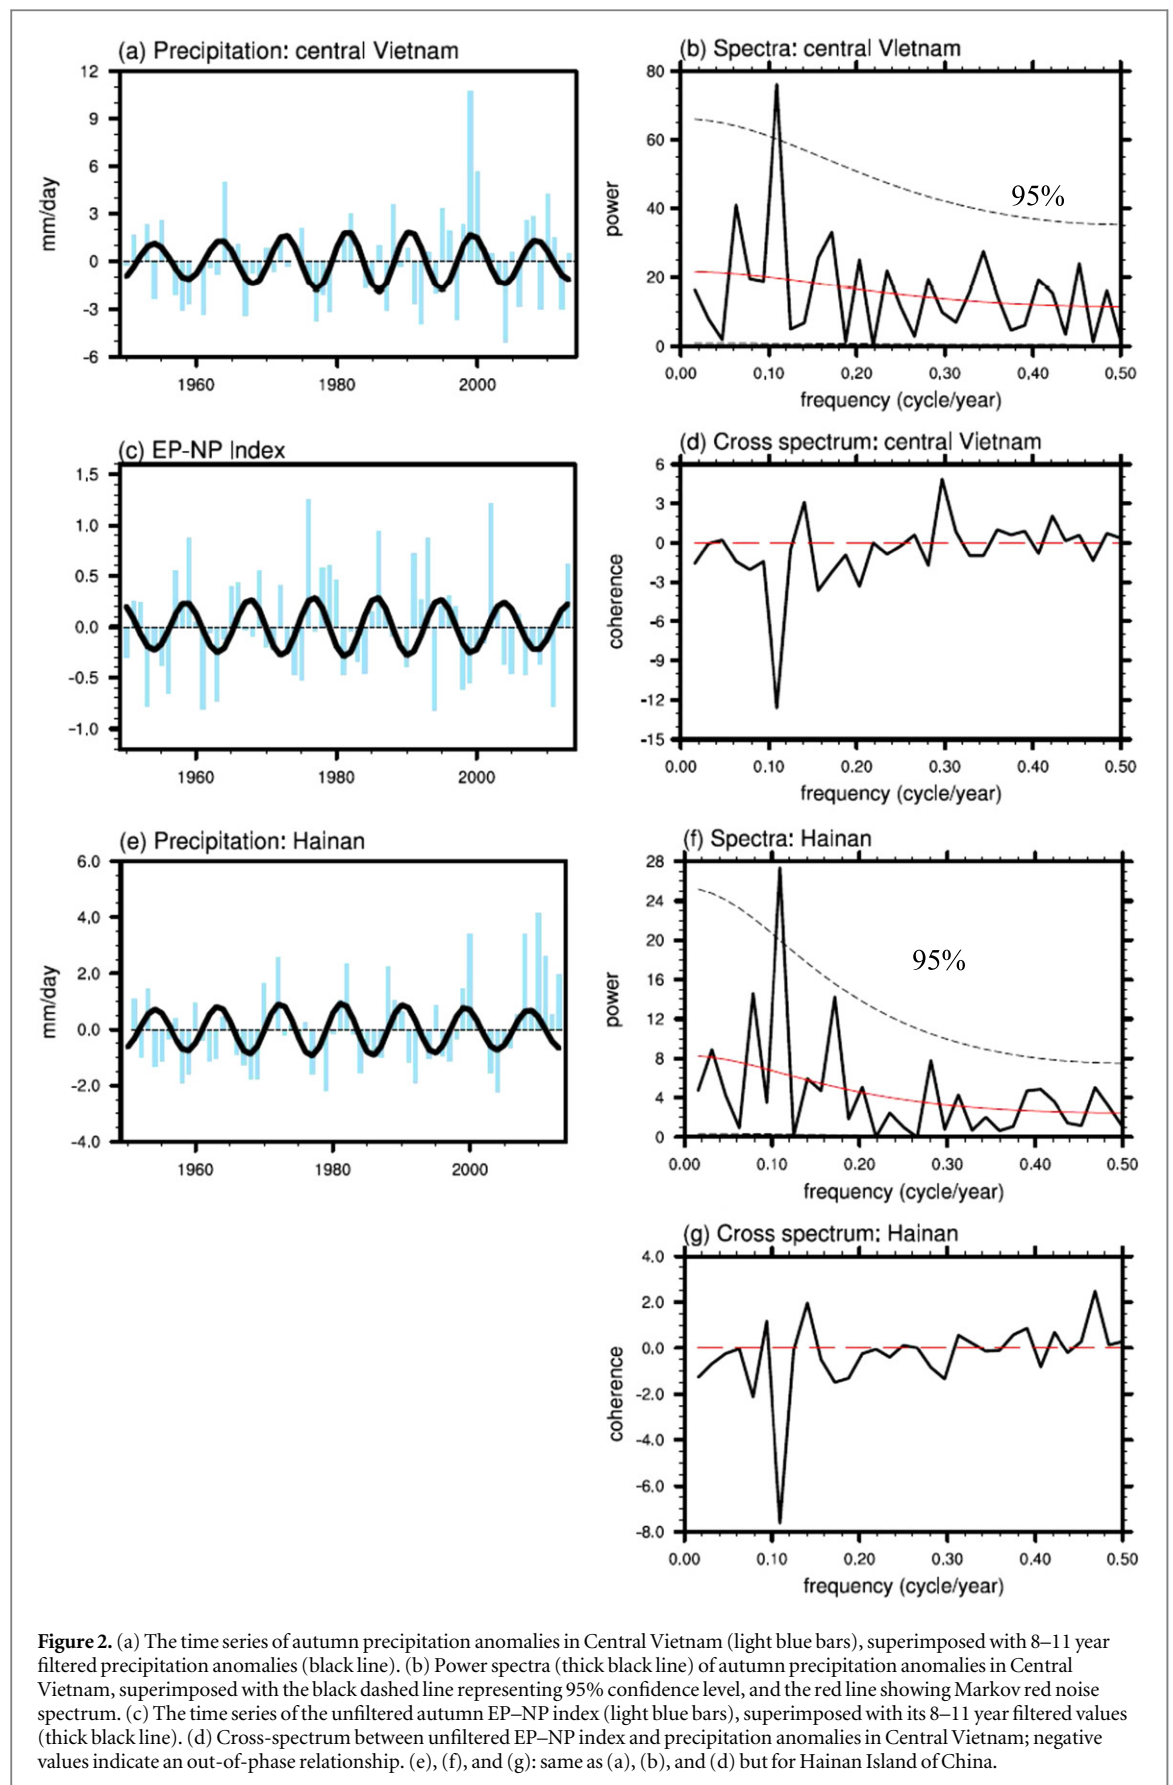 (a) Precipitation: central Vietnam
12
9
6
3
0
-3
-6
mm/day
1960 1980 2000
(b) Spectra: central Vietnam
80
60
40
20
0
power
95%
0.00 0.10 0.20 0.30 0.40 0.50
frequency (cycle/year)
(c) EP-NP Index
1.5
1.0
0.5
0.0
-0.5
-1.0
1960 1980 2000
(d) Cross spectrum: central Vietnam
6
3
0
-3
-6
-9
-12
-15
coherence
0.00 0.10 0.20 0.30 0.40 0.50
frequency (cycle/year)
(e) Precipitation: Hainan
6.0
4.0
2.0
0.0
-2.0
-4.0
mm/day
1960 1980 2000
(f) Spectra: Hainan
28
24
20
16
12
8
4
0
power
95%
0.00 0.10 0.20 0.30 0.40 0.50
frequency (cycle/year)
(g) Cross spectrum: Hainan
4.0
2.0
0.0
-2.0
-4.0
-6.0
-8.0
coherence
0.00 0.10 0.20 0.30 0.40 0.50
frequency (cycle/year)
Figure 2. (a) The time series of autumn precipitation anomalies in Central Vietnam (light blue bars), superimposed with 8–11 year
filtered precipitation anomalies (black line). (b) Power spectra (thick black line) of autumn precipitation anomalies in Central
Vietnam, superimposed with the black dashed line representing 95% confidence level, and the red line showing Markov red noise
spectrum. (c) The time series of the unfiltered autumn EP–NP index (light blue bars), superimposed with its 8–11 year filtered values
(thick black line). (d) Cross-spectrum between unfiltered EP–NP index and precipitation anomalies in Central Vietnam; negative
values indicate an out-of-phase relationship. (e), (f), and (g): same as (a), (b), and (d) but for Hainan Island of China.